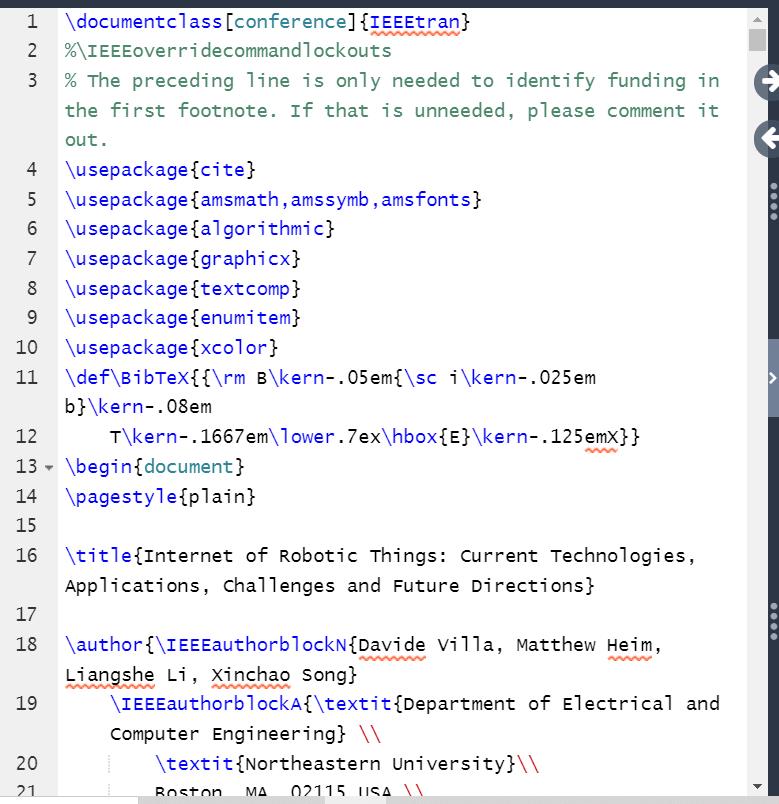 1 \documentclass[conference]{IEEEtran}
2 %\IEEEoverridecommandlockouts
3 % The preceding line is only needed to identify funding in
the first footnote. If that is unneeded, please comment it
out.
4 \usepackage{cite}
5 \usepackage{amsmath,amssymb,amsfonts}
6 \usepackage{algorithmic}
7 \usepackage{graphicx}
8 \usepackage{textcomp}
9 \usepackage{enumitem}
10 \usepackage{xcolor}
11 \def\BibTeX{{\rm B\kern-.05em{\sc i\kern-.025em
b}\kern-.08em
12 T\kern-.1667em\lower.7ex\hbox{E}\kern-.125emX}}
13 \begin{document}
14 \pagestyle{plain}
15
16 \title{Internet of Robotic Things: Current Technologies,
Applications, Challenges and Future Directions}
17
18 \author{\IEEEauthorblockN{Davide Villa, Matthew Heim,
Liangshe Li, Xinchao Song}
19 \IEEEauthorblockA{\textit{Department of Electrical and
Computer Engineering} \\
20 \textit{Northeastern University}\\
21 Boston, MA, 02115 USA \\